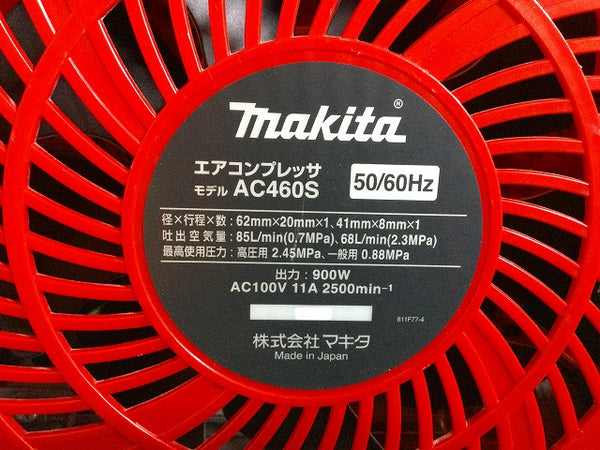 makita®
エアコンプレッサ
モデル AC460S 50/60Hz
径×行程×数：62mm×20mm×1、41mm×8mm×1
吐出空気量：85L/min(0.7MPa)、68L/min(2.3MPa)
最高使用圧力：高圧用 2.45MPa、一般用 0.88MPa
出力：900W
AC100V 11A 2500min⁻¹
811F77-4
株式会社 マキタ
Made in Japan